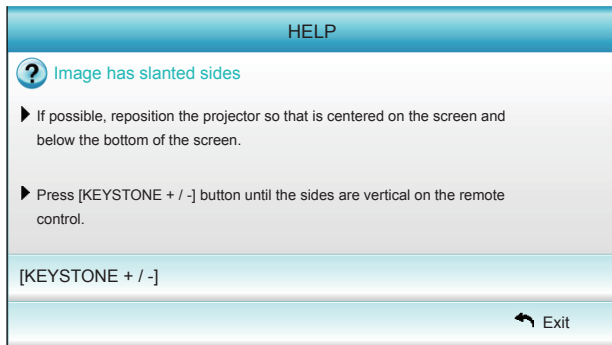 HELP
? Image has slanted sides
If possible, reposition the projector so that is centered on the screen and
below the bottom of the screen.
Press [KEYSTONE + / -] button until the sides are vertical on the remote
control.
[KEYSTONE + / -]
Exit